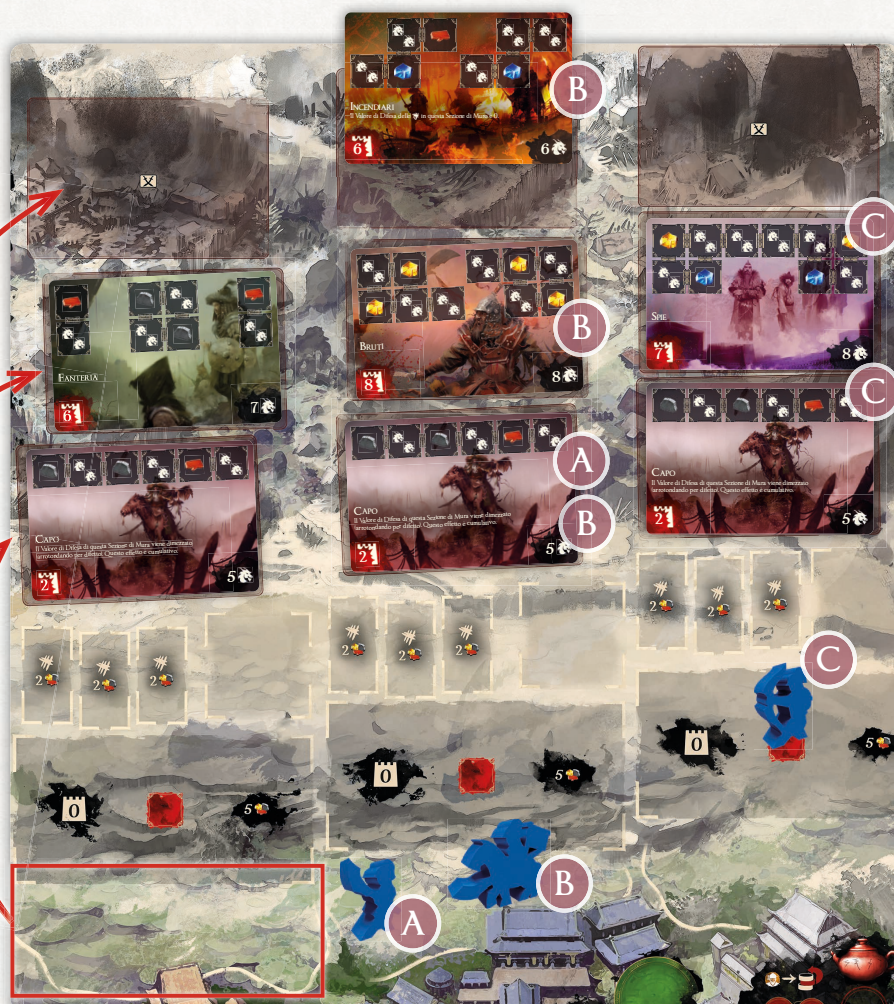 B
INCENDIARI
Il Valore di Difesa delle in questa Sezione di Mura
6 6
C
FANTERIA
6 7
BRUTI
B
8 8
SPIE
7 8
C
CAPO
Il Valore di Difesa di questa Sezione di Mura viene dimezzato
(arrotondando per difetto). Questo effetto è cumulativo.
2 5
A
CAPO
Il Valore di Difesa di questa Sezione di Mura viene dimezzato
(arrotondando per difetto). Questo effetto è cumulativo.
B
2 5
CAPO
Il Valore di Difesa di questa Sezione di Mura viene dimezzato
(arrotondando per difetto). Questo effetto è cumulativo.
2 5
2 2 2
2 2 2
2 2 2
C
0 5
0 5
0 5
A
B